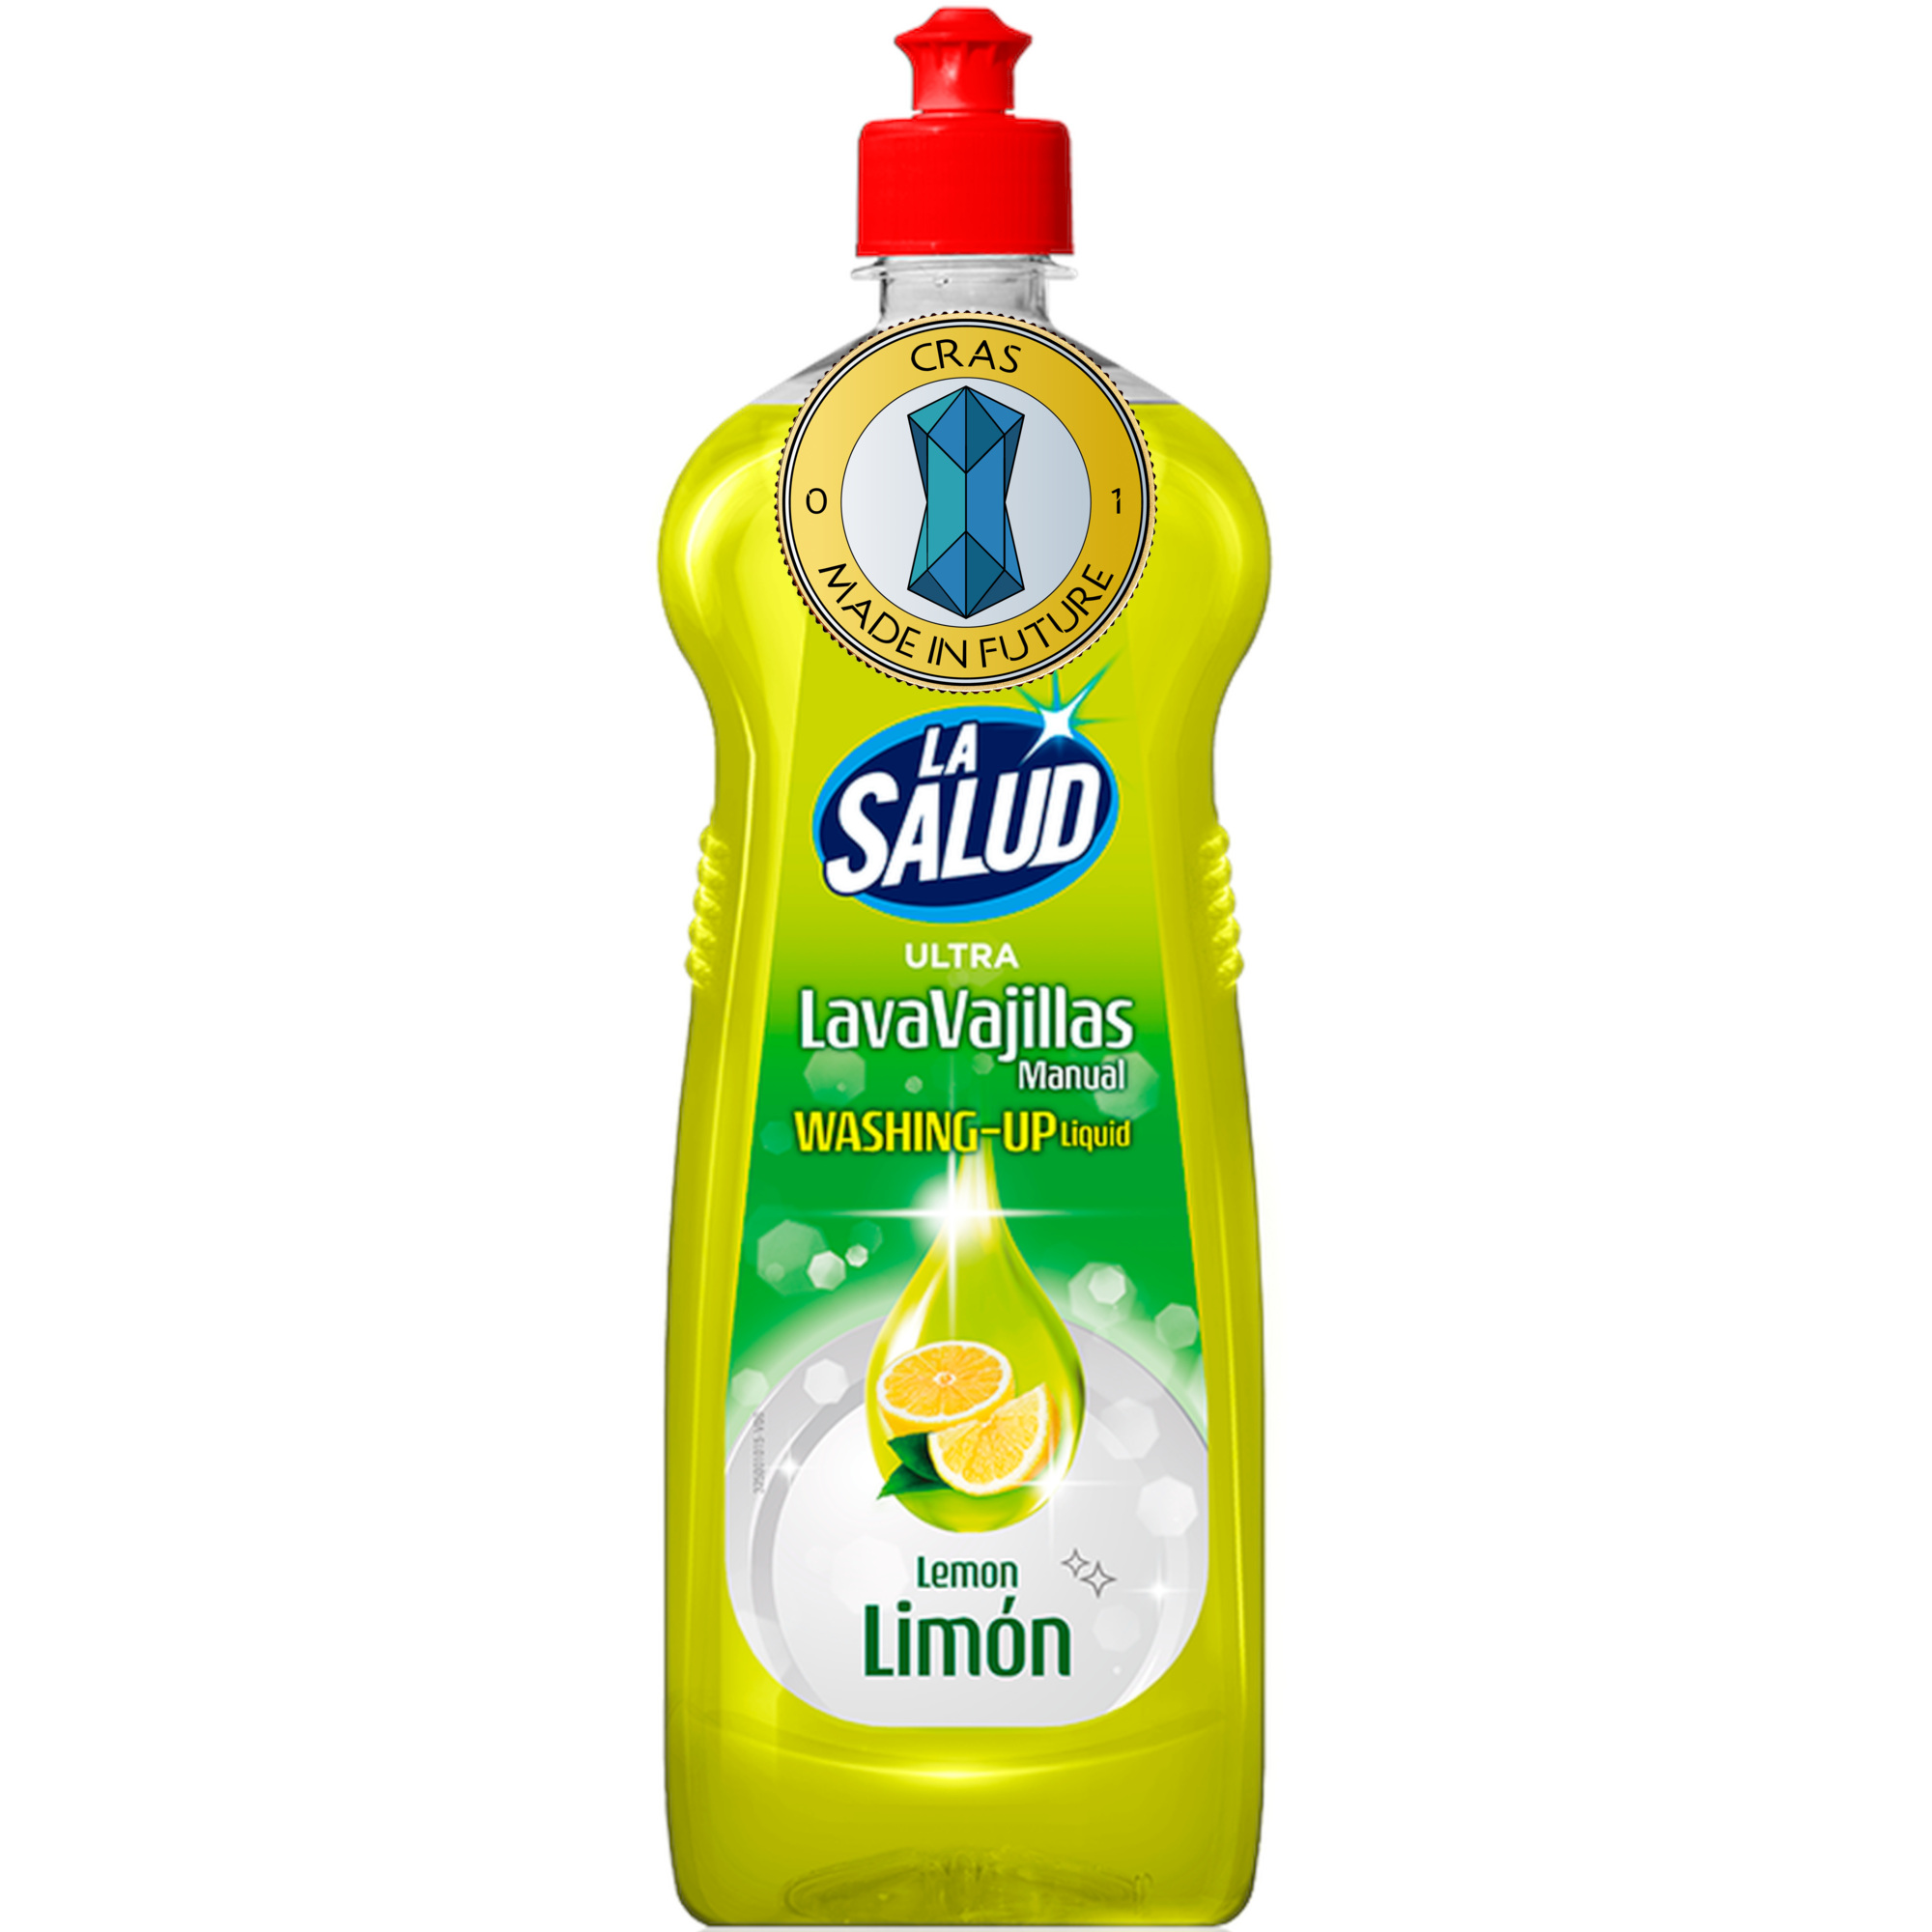 CRAS
0 1
MADE IN FUTURE
LA
SALUD
ULTRA
LavaVajillas
Manual
WASHING-UP Liquid
Lemon
Limón